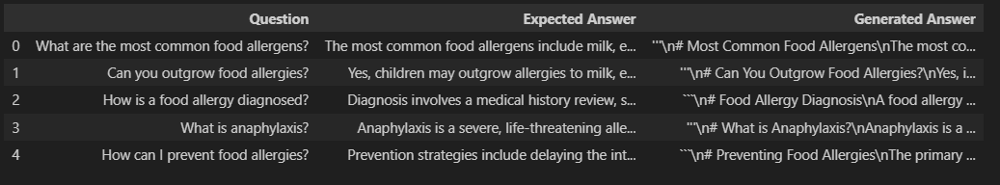 Question Expected Answer Generated Answer
0 What are the most common food allergens? The most common food allergens include milk, e... '''\n# Most Common Food Allergens\nThe most co...
1 Can you outgrow food allergies? Yes, children may outgrow allergies to milk, e... '''\n# Can You Outgrow Food Allergies?\nYes, i...
2 How is a food allergy diagnosed? Diagnosis involves a medical history review, s... ```\n# Food Allergy Diagnosis\nA food allergy ...
3 What is anaphylaxis? Anaphylaxis is a severe, life-threatening alle... '''\n# What is Anaphylaxis?\nAnaphylaxis is a ...
4 How can I prevent food allergies? Prevention strategies include delaying the int... ```\n# Preventing Food Allergies\nThe primary ...